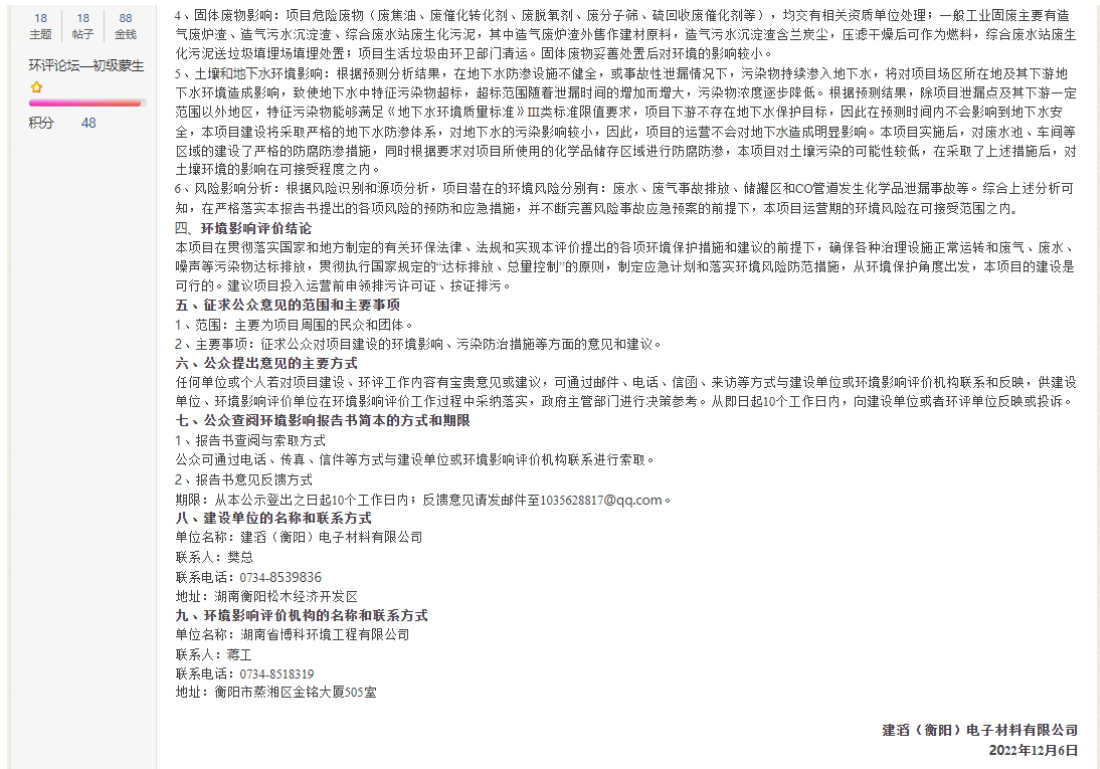 18 18 88
主题 帖子 金钱
环评论坛—初级蒙生
积分 48
4、固体废物影响：项目危险废物（废焦油、废催化转化剂、废脱氧剂、废分子筛、硫回收废催化剂等），均交有相关资质单位处理；一般工业固废主要有造
气废炉渣、造气污水沉淀渣、综合废水站废生化污泥，其中造气废炉渣外售作建材原料，造气污水沉淀渣含兰炭尘，压滤干燥后可作为燃料，综合废水站废生
化污泥送垃圾填埋场填埋处置；项目生活垃圾由环卫部门清运。固体废物妥善处置后对环境的影响较小。
5、土壤和地下水环境影响：根据预测分析结果，在地下水防渗设施不健全，或事故性泄漏情况下，污染物持续渗入地下水，将对项目场区所在地及其下游地
下水环境造成影响，致使地下水中特征污染物超标，超标范围随着泄漏时间的增加而增大，污染物浓度逐步降低。根据预测结果，除项目泄漏点及其下游一定
范围以外地区，特征污染物能够满足《地下水环境质量标准》III类标准限值要求，项目下游不存在地下水保护目标，因此在预测时间内不会影响到地下水安
全，本项目建设将采取严格的地下水防渗体系，对地下水的污染影响较小，因此，项目的运营不会对地下水造成明显影响。本项目实施后，对废水池、车间等
区域的建设了严格的防腐防渗措施，同时根据要求对项目所使用的化学品储存区域进行防腐防渗，本项目对土壤污染的可能性较低，在采取了上述措施后，对
土壤环境的影响在可接受程度之内。
6、风险影响分析：根据风险识别和源项分析，项目潜在的环境风险分别有：废水、废气事故排放、储罐区和CO管道发生化学品泄漏事故等。综合上述分析可
知，在严格落实本报告书提出的各项风险的预防和应急措施，并不断完善风险事故应急预案的前提下，本项目运营期的环境风险在可接受范围之内。
四、环境影响评价结论
本项目在贯彻落实国家和地方制定的有关环保法律、法规和实现本评价提出的各项环境保护措施和建议的前提下，确保各种治理设施正常运转和废气、废水、
噪声等污染物达标排放，贯彻执行国家规定的“达标排放、总量控制”的原则，制定应急计划和落实环境风险防范措施，从环境保护角度出发，本项目的建设是
可行的。建议项目投入运营前申领排污许可证、按证排污。
五、征求公众意见的范围和主要事项
1、范围：主要为项目周围的民众和团体。
2、主要事项：征求公众对项目建设的环境影响、污染防治措施等方面的意见和建议。
六、公众提出意见的主要方式
任何单位或个人若对项目建设、环评工作内容有宝贵意见或建议，可通过邮件、电话、信函、来访等方式与建设单位或环境影响评价机构联系和反映，供建设
单位、环境影响评价单位在环境影响评价工作过程中采纳落实，政府主管部门进行决策参考。从即日起10个工作日内，向建设单位或者环评单位反映或投诉。
七、公众查阅环境影响报告书简本的方式和期限
1、报告书查阅与索取方式
公众可通过电话、传真、信件等方式与建设单位或环境影响评价机构联系进行索取。
2、报告书意见反馈方式
期限：从本公示登出之日起10个工作日内；反馈意见请发邮件至1035628817@qq.com。
八、建设单位的名称和联系方式
单位名称：建滔（衡阳）电子材料有限公司
联系人：樊总
联系电话：0734-8539836
地址：湖南衡阳松木经济开发区
九、环境影响评价机构的名称和联系方式
单位名称：湖南省博科环境工程有限公司
联系人：蒋工
联系电话：0734-8518319
地址：衡阳市蒸湘区金铭大厦505室
建滔（衡阳）电子材料有限公司
2022年12月6日